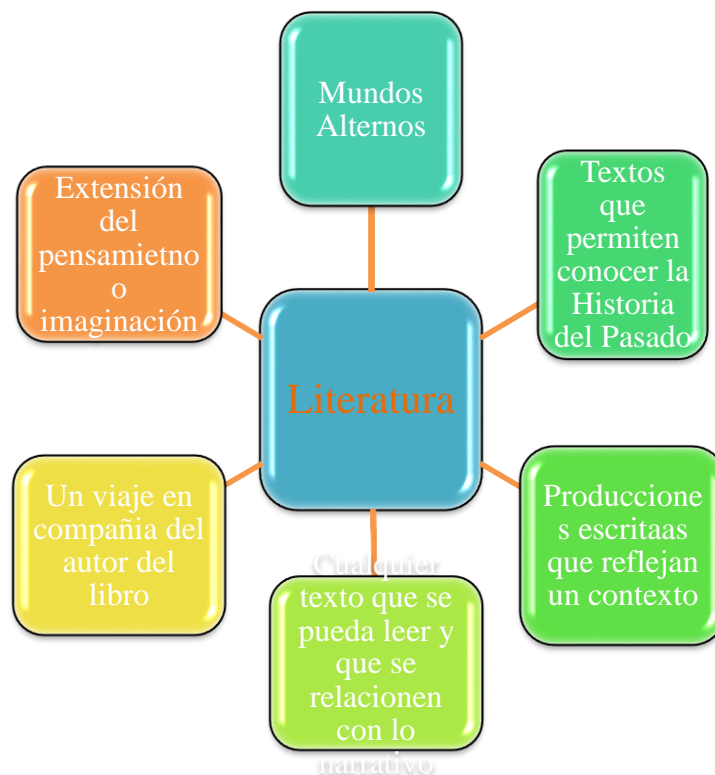 Mundos
Alternos
Textos
que
permiten
conocer la
Historia
del Pasado
Produccione
s escritaas
que reflejan
un contexto
Cualquier
texto que se
pueda leer y
que se
relacionen
con lo
narrativo
Un viaje en
compañia del
autor del
libro
Extensión
del
pensamietno
o
imaginación
Literatura